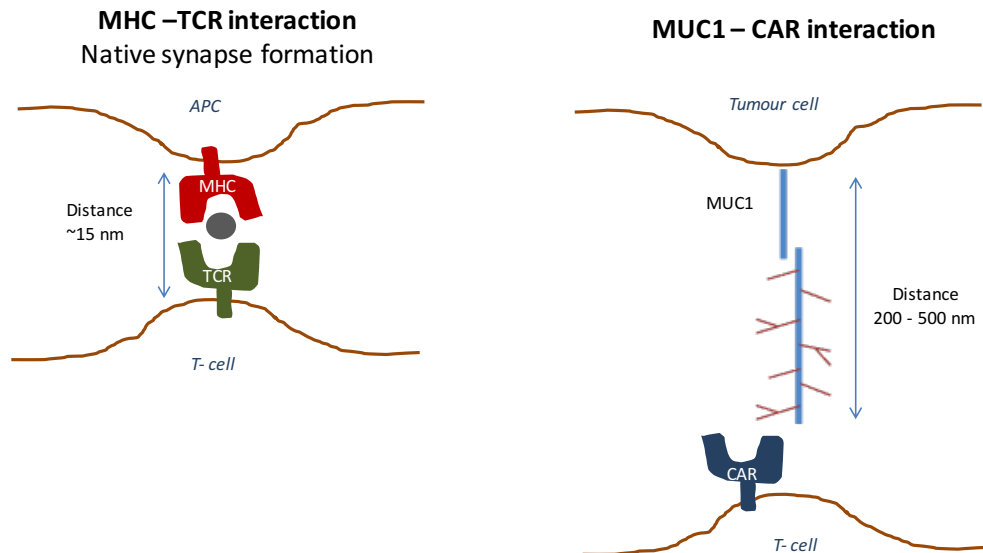 MHC –TCR interaction
Native synapse formation
APC
MHC
Distance
~15 nm
TCR
T- cell
MUC1 – CAR interaction
Tumour cell
MUC1
Distance
200 - 500 nm
CAR
T- cell